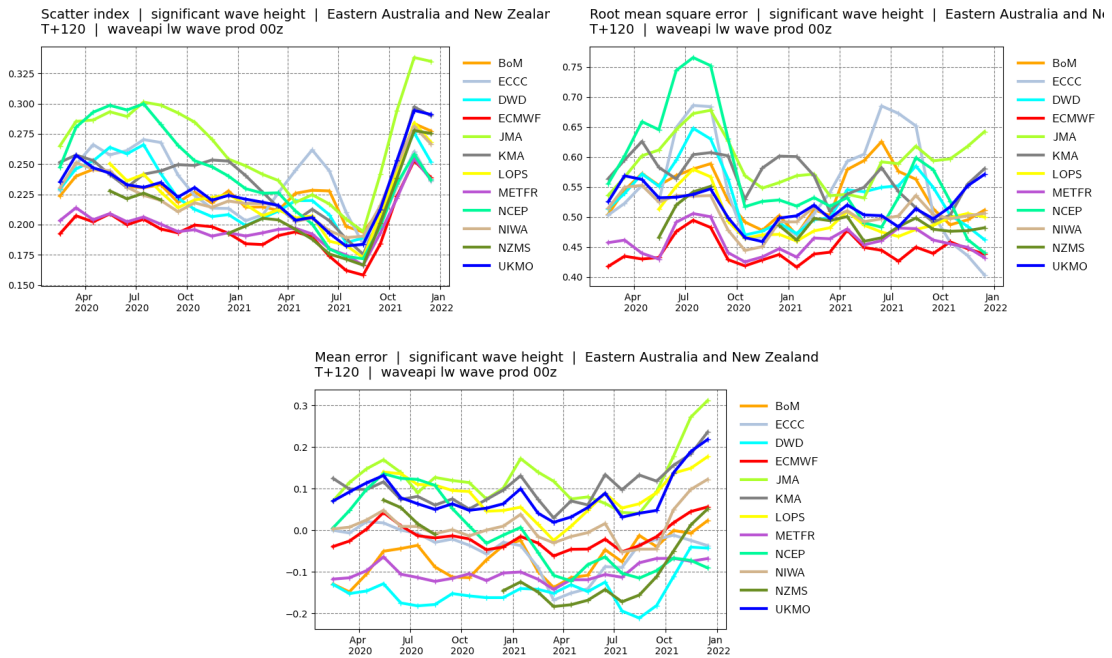 Scatter index | significant wave height | Eastern Australia and New Zealar
T+120 | waveapi lw wave prod 00z
0.325
0.300
0.275
0.250
0.225
0.200
0.175
0.150
Apr 2020
Jul 2020
Oct 2020
Jan 2021
Apr 2021
Jul 2021
Oct 2021
Jan 2022
BoM
ECCC
DWD
ECMWF
JMA
KMA
LOPS
METFR
NCEP
NIWA
NZMS
UKMO
Root mean square error | significant wave height | Eastern Australia and Ne
T+120 | waveapi lw wave prod 00z
0.75
0.70
0.65
0.60
0.55
0.50
0.45
0.40
Apr 2020
Jul 2020
Oct 2020
Jan 2021
Apr 2021
Jul 2021
Oct 2021
Jan 2022
BoM
ECCC
DWD
ECMWF
JMA
KMA
LOPS
METFR
NCEP
NIWA
NZMS
UKMO
Mean error | significant wave height | Eastern Australia and New Zealand
T+120 | waveapi lw wave prod 00z
0.3
0.2
0.1
0.0
−0.1
−0.2
Apr 2020
Jul 2020
Oct 2020
Jan 2021
Apr 2021
Jul 2021
Oct 2021
Jan 2022
BoM
ECCC
DWD
ECMWF
JMA
KMA
LOPS
METFR
NCEP
NIWA
NZMS
UKMO